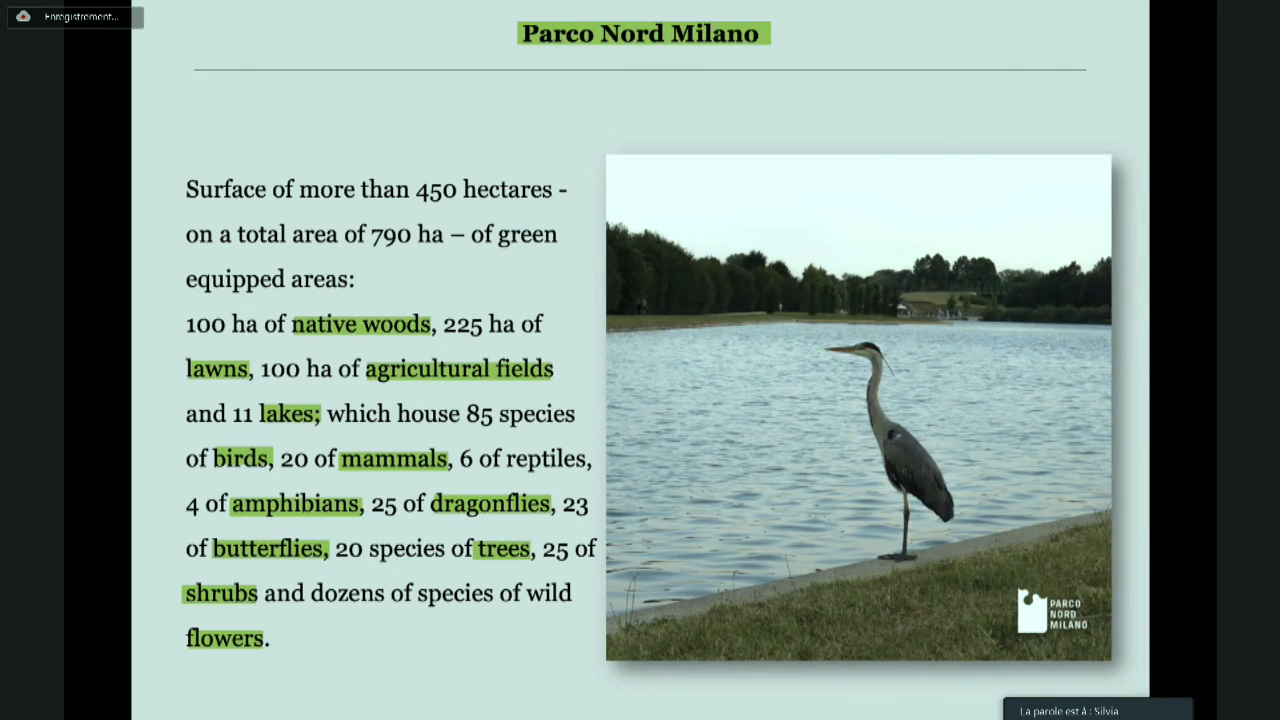 Enregistrement...
Parco Nord Milano
Surface of more than 450 hectares -
on a total area of 790 ha – of green
equipped areas:
100 ha of native woods, 225 ha of
lawns, 100 ha of agricultural fields
and 11 lakes; which house 85 species
of birds, 20 of mammals, 6 of reptiles,
4 of amphibians, 25 of dragonflies, 23
of butterflies, 20 species of trees, 25 of
shrubs and dozens of species of wild
flowers.
PARCO
NORD
MILANO
La parole est à : Silvia